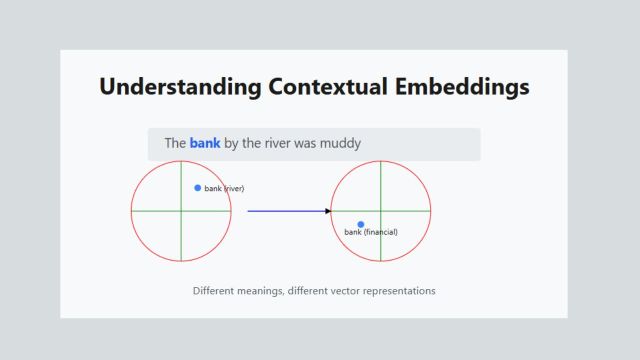 Understanding Contextual Embeddings
The bank by the river was muddy
bank (river)
bank (financial)
Different meanings, different vector representations